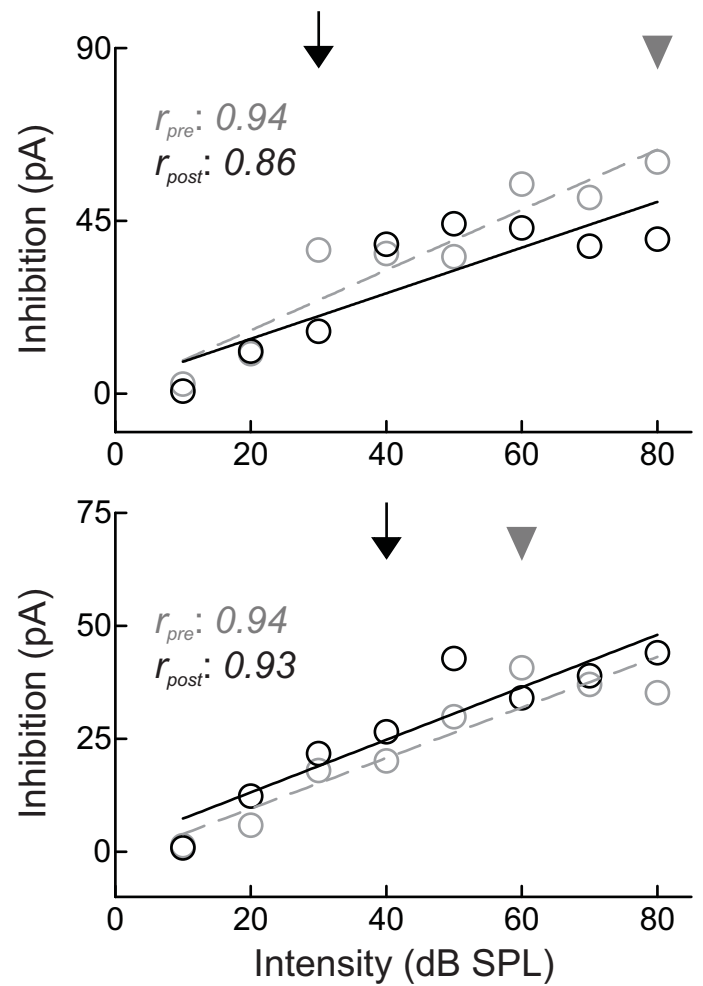 90
r_pre: 0.94
r_post: 0.86
45
0
Inhibition (pA)
0 20 40 60 80
75
r_pre: 0.94
r_post: 0.93
50
25
0
Inhibition (pA)
0 20 40 60 80
Intensity (dB SPL)